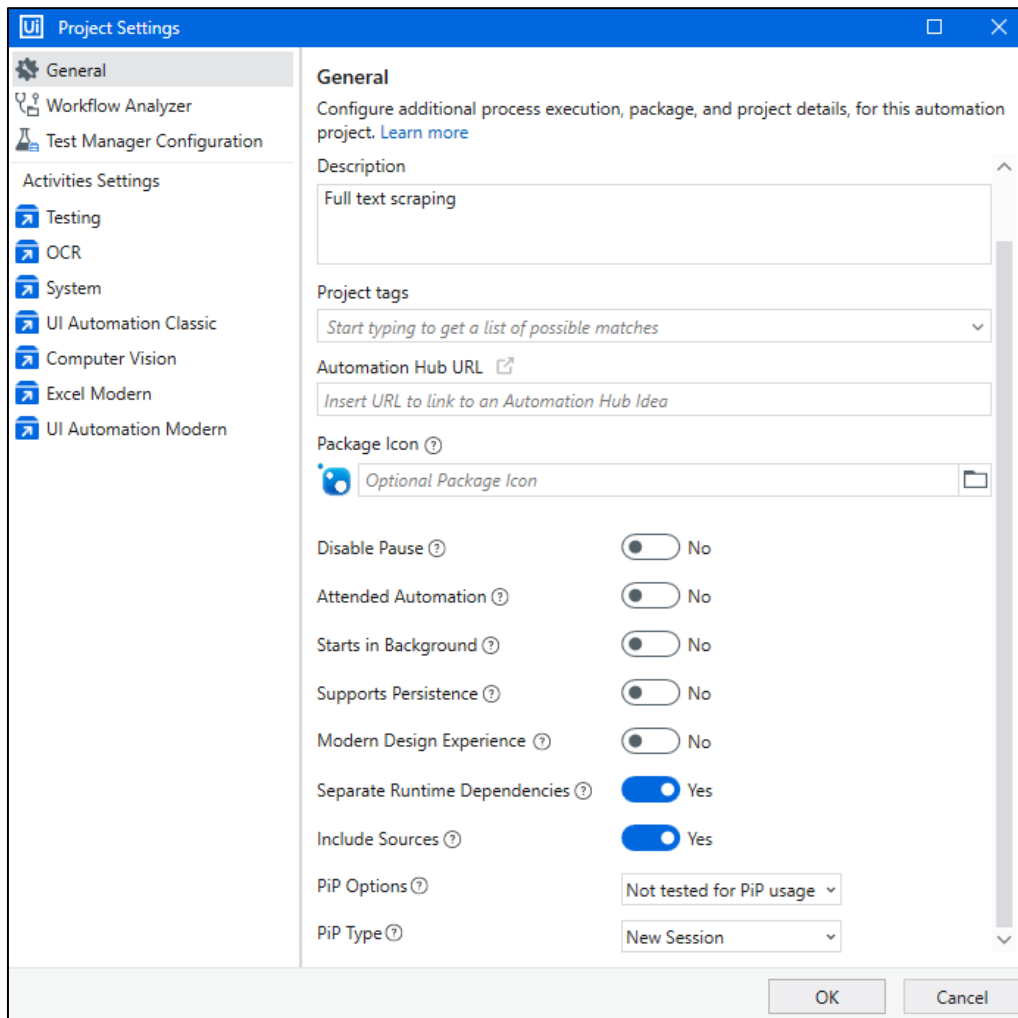 Ui Project Settings
General
Workflow Analyzer
Test Manager Configuration
Activities Settings
Testing
OCR
System
UI Automation Classic
Computer Vision
Excel Modern
UI Automation Modern
General
Configure additional process execution, package, and project details, for this automation
project. Learn more
Description
Full text scraping
Project tags
Start typing to get a list of possible matches
Automation Hub URL
Insert URL to link to an Automation Hub Idea
Package Icon ?
Optional Package Icon
Disable Pause ? No
Attended Automation ? No
Starts in Background ? No
Supports Persistence ? No
Modern Design Experience ? No
Separate Runtime Dependencies ? Yes
Include Sources ? Yes
PiP Options ? Not tested for PiP usage
PiP Type ? New Session
OK Cancel